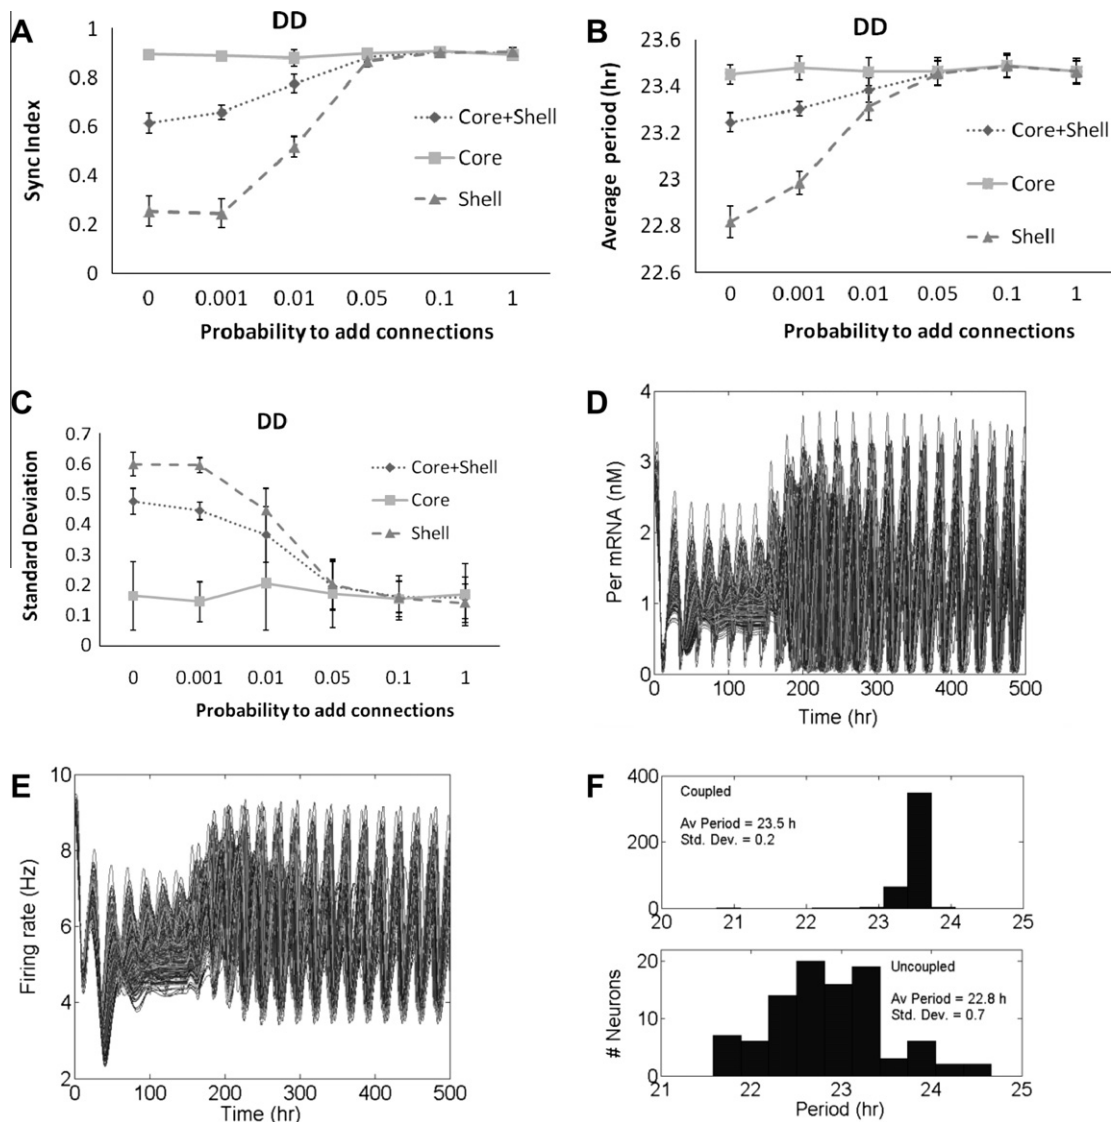 A
DD
1
0.8
0.6
0.4
0.2
0
Sync Index
Core+Shell
Core
Shell
0 0.001 0.01 0.05 0.1 1
Probability to add connections
B
DD
23.6
23.4
23.2
23
22.8
22.6
Average period (hr)
Core+Shell
Core
Shell
0 0.001 0.01 0.05 0.1 1
Probability to add connections
C
DD
0.7
0.6
0.5
0.4
0.3
0.2
0.1
0
Standard Deviation
Core+Shell
Core
Shell
0 0.001 0.01 0.05 0.1 1
Probability to add connections
D
4
3
2
1
0
Per mRNA (nM)
0 100 200 300 400 500
Time (hr)
E
10
8
6
4
2
Firing rate (Hz)
0 100 200 300 400 500
Time (hr)
F
400
200
0
Coupled
Av Period = 23.5 h
Std. Dev. = 0.2
20 21 22 23 24 25
20
10
0
# Neurons
Uncoupled
Av Period = 22.8 h
Std. Dev. = 0.7
21 22 23 24 25
Period (hr)